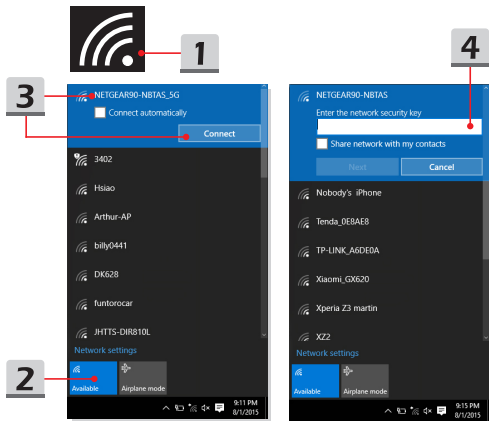 1
3
NETGEAR90-NBTAS_5G
Connect automatically
Connect
3402
Hsiao
Arthur-AP
billy0441
DK628
funtorocar
JHTTS-DIR810L
Network settings
2
Available
Airplane mode
9:11 PM
8/1/2015
4
NETGEAR90-NBTAS
Enter the network security key
Share network with my contacts
Next
Cancel
Nobody's iPhone
Tenda_0E8AE8
TP-LINK_A6DE0A
Xiaomi_GX620
Xperia Z3 martin
XZ2
Network settings
Available
Airplane mode
9:15 PM
8/1/2015